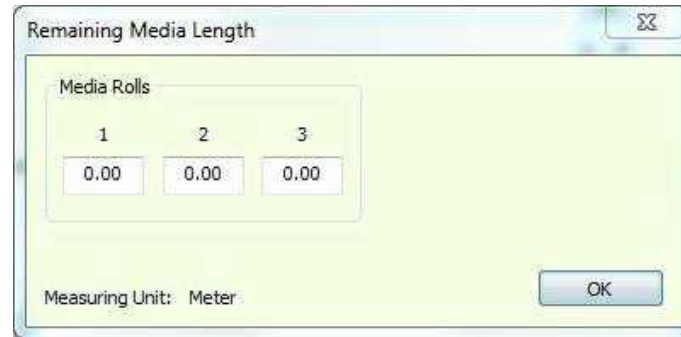 Remaining Media Length
Media Rolls
1 2 3
0.00 0.00 0.00
Measuring Unit: Meter
OK